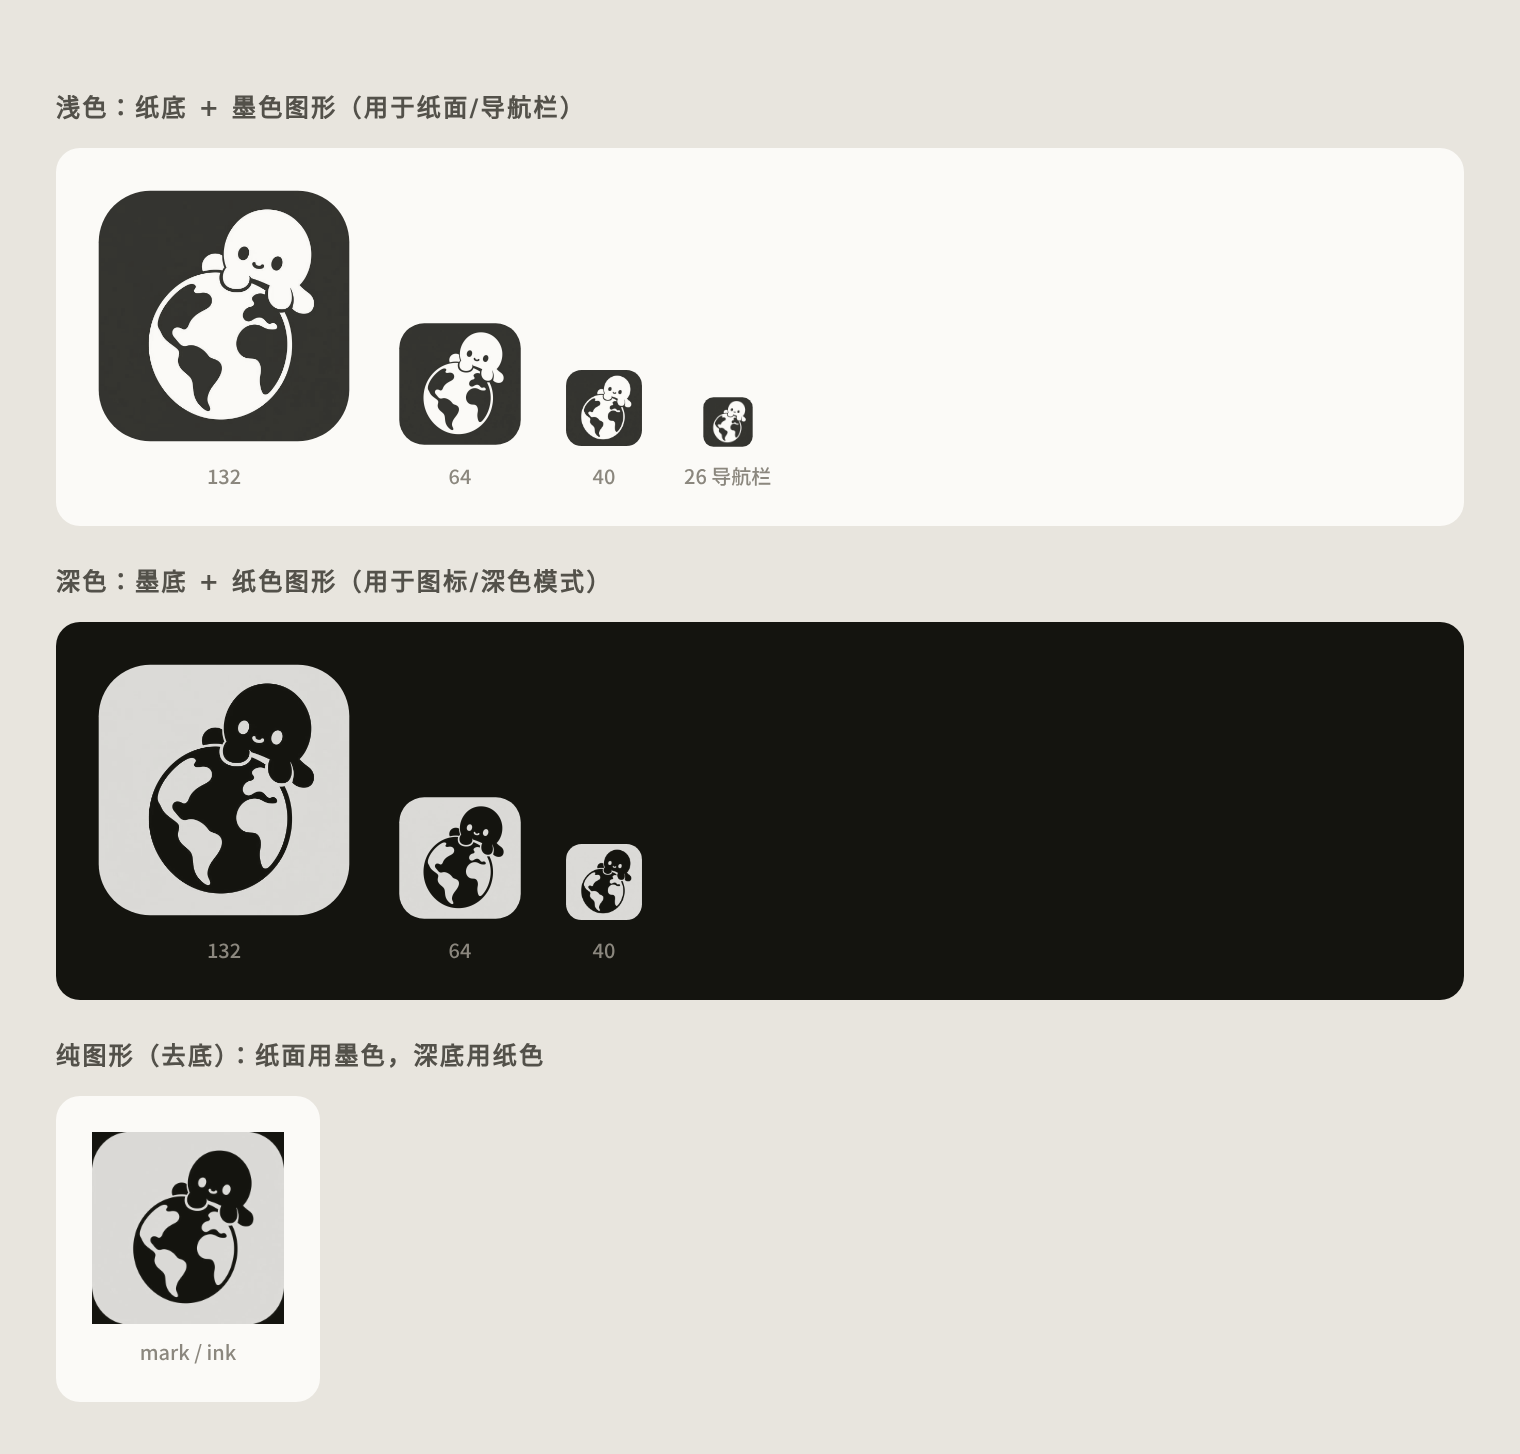 浅色：纸底 + 墨色图形（用于纸面/导航栏）
132
64
40
26 导航栏
深色：墨底 + 纸色图形（用于图标/深色模式）
132
64
40
纯图形（去底）：纸面用墨色，深底用纸色
mark / ink